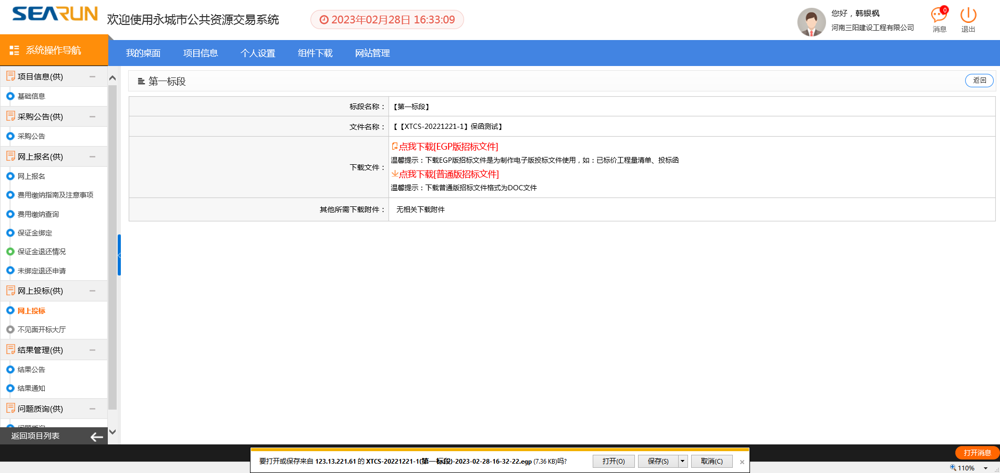 SEARUN
欢迎使用永城市公共资源交易系统
2023年02月28日 16:33:09
您好，韩银枫
河南三阳建设工程有限公司
0
消息
退出
系统操作导航
我的桌面
项目信息
个人设置
组件下载
网站管理
项目信息(供)
基础信息
采购公告(供)
采购公告
网上报名(供)
网上报名
费用缴纳指南及注意事项
费用缴纳查询
保证金绑定
保证金退还情况
未绑定退还申请
网上投标(供)
网上投标
不见面开标大厅
结果管理(供)
结果公告
结果通知
问题质询(供)
问题质询
返回项目列表
第一标段
返回
标段名称：
【第一标段】
文件名称：
【【XTCS-20221221-1】保函测试】
下载文件：
点我下载[EGP版招标文件]
温馨提示：下载EGP版招标文件是为制作电子版投标文件使用，如：已标价工程量清单、投标函
点我下载[普通版招标文件]
温馨提示：下载普通版招标文件格式为DOC文件
其他所需下载附件：
无相关下载附件
要打开或保存来自 123.13.221.61 的 XTCS-20221221-1(第一标段)-2023-02-28-16-32-22.egp (7.36 KB)吗?
打开(O)
保存(S)
取消(C)
打开消息
110%